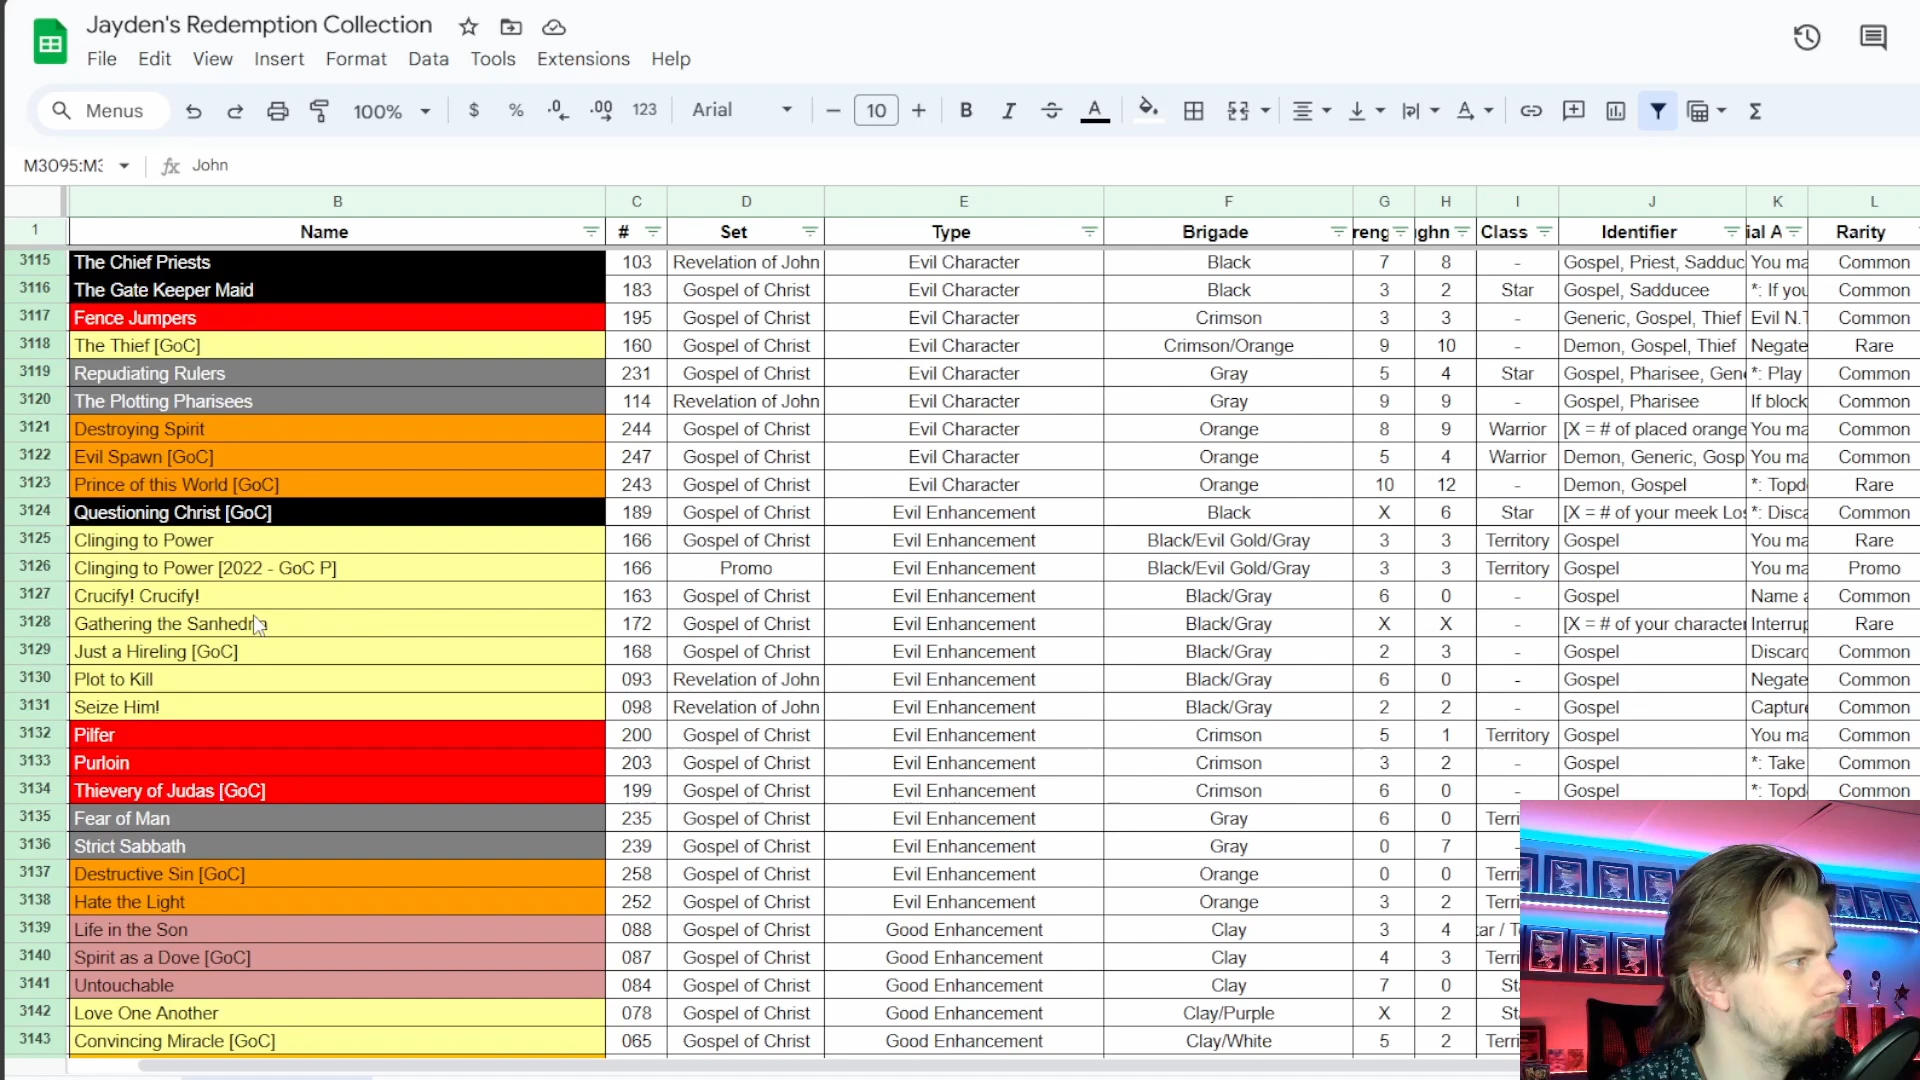 Jayden's Redemption Collection
File Edit View Insert Format Data Tools Extensions Help
Menus 100% $ % .0 .00 123 Arial 10 B I A
M3095:M3 fx John
B C D E F G H I J K L
1 Name # Set Type Brigade reng ghn Class Identifier ial A Rarity
3115 The Chief Priests 103 Revelation of John Evil Character Black 7 8 - Gospel, Priest, Sadduc You ma Common
3116 The Gate Keeper Maid 183 Gospel of Christ Evil Character Black 3 2 Star Gospel, Sadducee *: If you Common
3117 Fence Jumpers 195 Gospel of Christ Evil Character Crimson 3 3 - Generic, Gospel, Thief Evil N.T Common
3118 The Thief [GoC] 160 Gospel of Christ Evil Character Crimson/Orange 9 10 - Demon, Gospel, Thief Negate Rare
3119 Repudiating Rulers 231 Gospel of Christ Evil Character Gray 5 4 Star Gospel, Pharisee, Gen *: Play Common
3120 The Plotting Pharisees 114 Revelation of John Evil Character Gray 9 9 - Gospel, Pharisee If block Common
3121 Destroying Spirit 244 Gospel of Christ Evil Character Orange 8 9 Warrior [X = # of placed orange You ma Common
3122 Evil Spawn [GoC] 247 Gospel of Christ Evil Character Orange 5 4 Warrior Demon, Generic, Gosp You ma Common
3123 Prince of this World [GoC] 243 Gospel of Christ Evil Character Orange 10 12 - Demon, Gospel *: Topd Rare
3124 Questioning Christ [GoC] 189 Gospel of Christ Evil Enhancement Black X 6 Star [X = # of your meek Lo *: Disca Common
3125 Clinging to Power 166 Gospel of Christ Evil Enhancement Black/Evil Gold/Gray 3 3 Territory Gospel You ma Rare
3126 Clinging to Power [2022 - GoC P] 166 Promo Evil Enhancement Black/Evil Gold/Gray 3 3 Territory Gospel You ma Promo
3127 Crucify! Crucify! 163 Gospel of Christ Evil Enhancement Black/Gray 6 0 - Gospel Name a Common
3128 Gathering the Sanhedrin 172 Gospel of Christ Evil Enhancement Black/Gray X X - [X = # of your character Interrup Rare
3129 Just a Hireling [GoC] 168 Gospel of Christ Evil Enhancement Black/Gray 2 3 - Gospel Discard Common
3130 Plot to Kill 093 Revelation of John Evil Enhancement Black/Gray 6 0 - Gospel Negate Common
3131 Seize Him! 098 Revelation of John Evil Enhancement Black/Gray 2 2 - Gospel Capture Common
3132 Pilfer 200 Gospel of Christ Evil Enhancement Crimson 5 1 Territory Gospel You ma Common
3133 Purloin 203 Gospel of Christ Evil Enhancement Crimson 3 2 - Gospel *: Take Common
3134 Thievery of Judas [GoC] 199 Gospel of Christ Evil Enhancement Crimson 6 0 - Gospel *: Topd Common
3135 Fear of Man 235 Gospel of Christ Evil Enhancement Gray 6 0 Terri
3136 Strict Sabbath 239 Gospel of Christ Evil Enhancement Gray 0 7 -
3137 Destructive Sin [GoC] 258 Gospel of Christ Evil Enhancement Orange 0 0 Terri
3138 Hate the Light 252 Gospel of Christ Evil Enhancement Orange 3 2 Terri
3139 Life in the Son 088 Gospel of Christ Good Enhancement Clay 3 4 tar / T
3140 Spirit as a Dove [GoC] 087 Gospel of Christ Good Enhancement Clay 4 3 Terri
3141 Untouchable 084 Gospel of Christ Good Enhancement Clay 7 0 St
3142 Love One Another 078 Gospel of Christ Good Enhancement Clay/Purple X 2 St
3143 Convincing Miracle [GoC] 065 Gospel of Christ Good Enhancement Clay/White 5 2 Terri